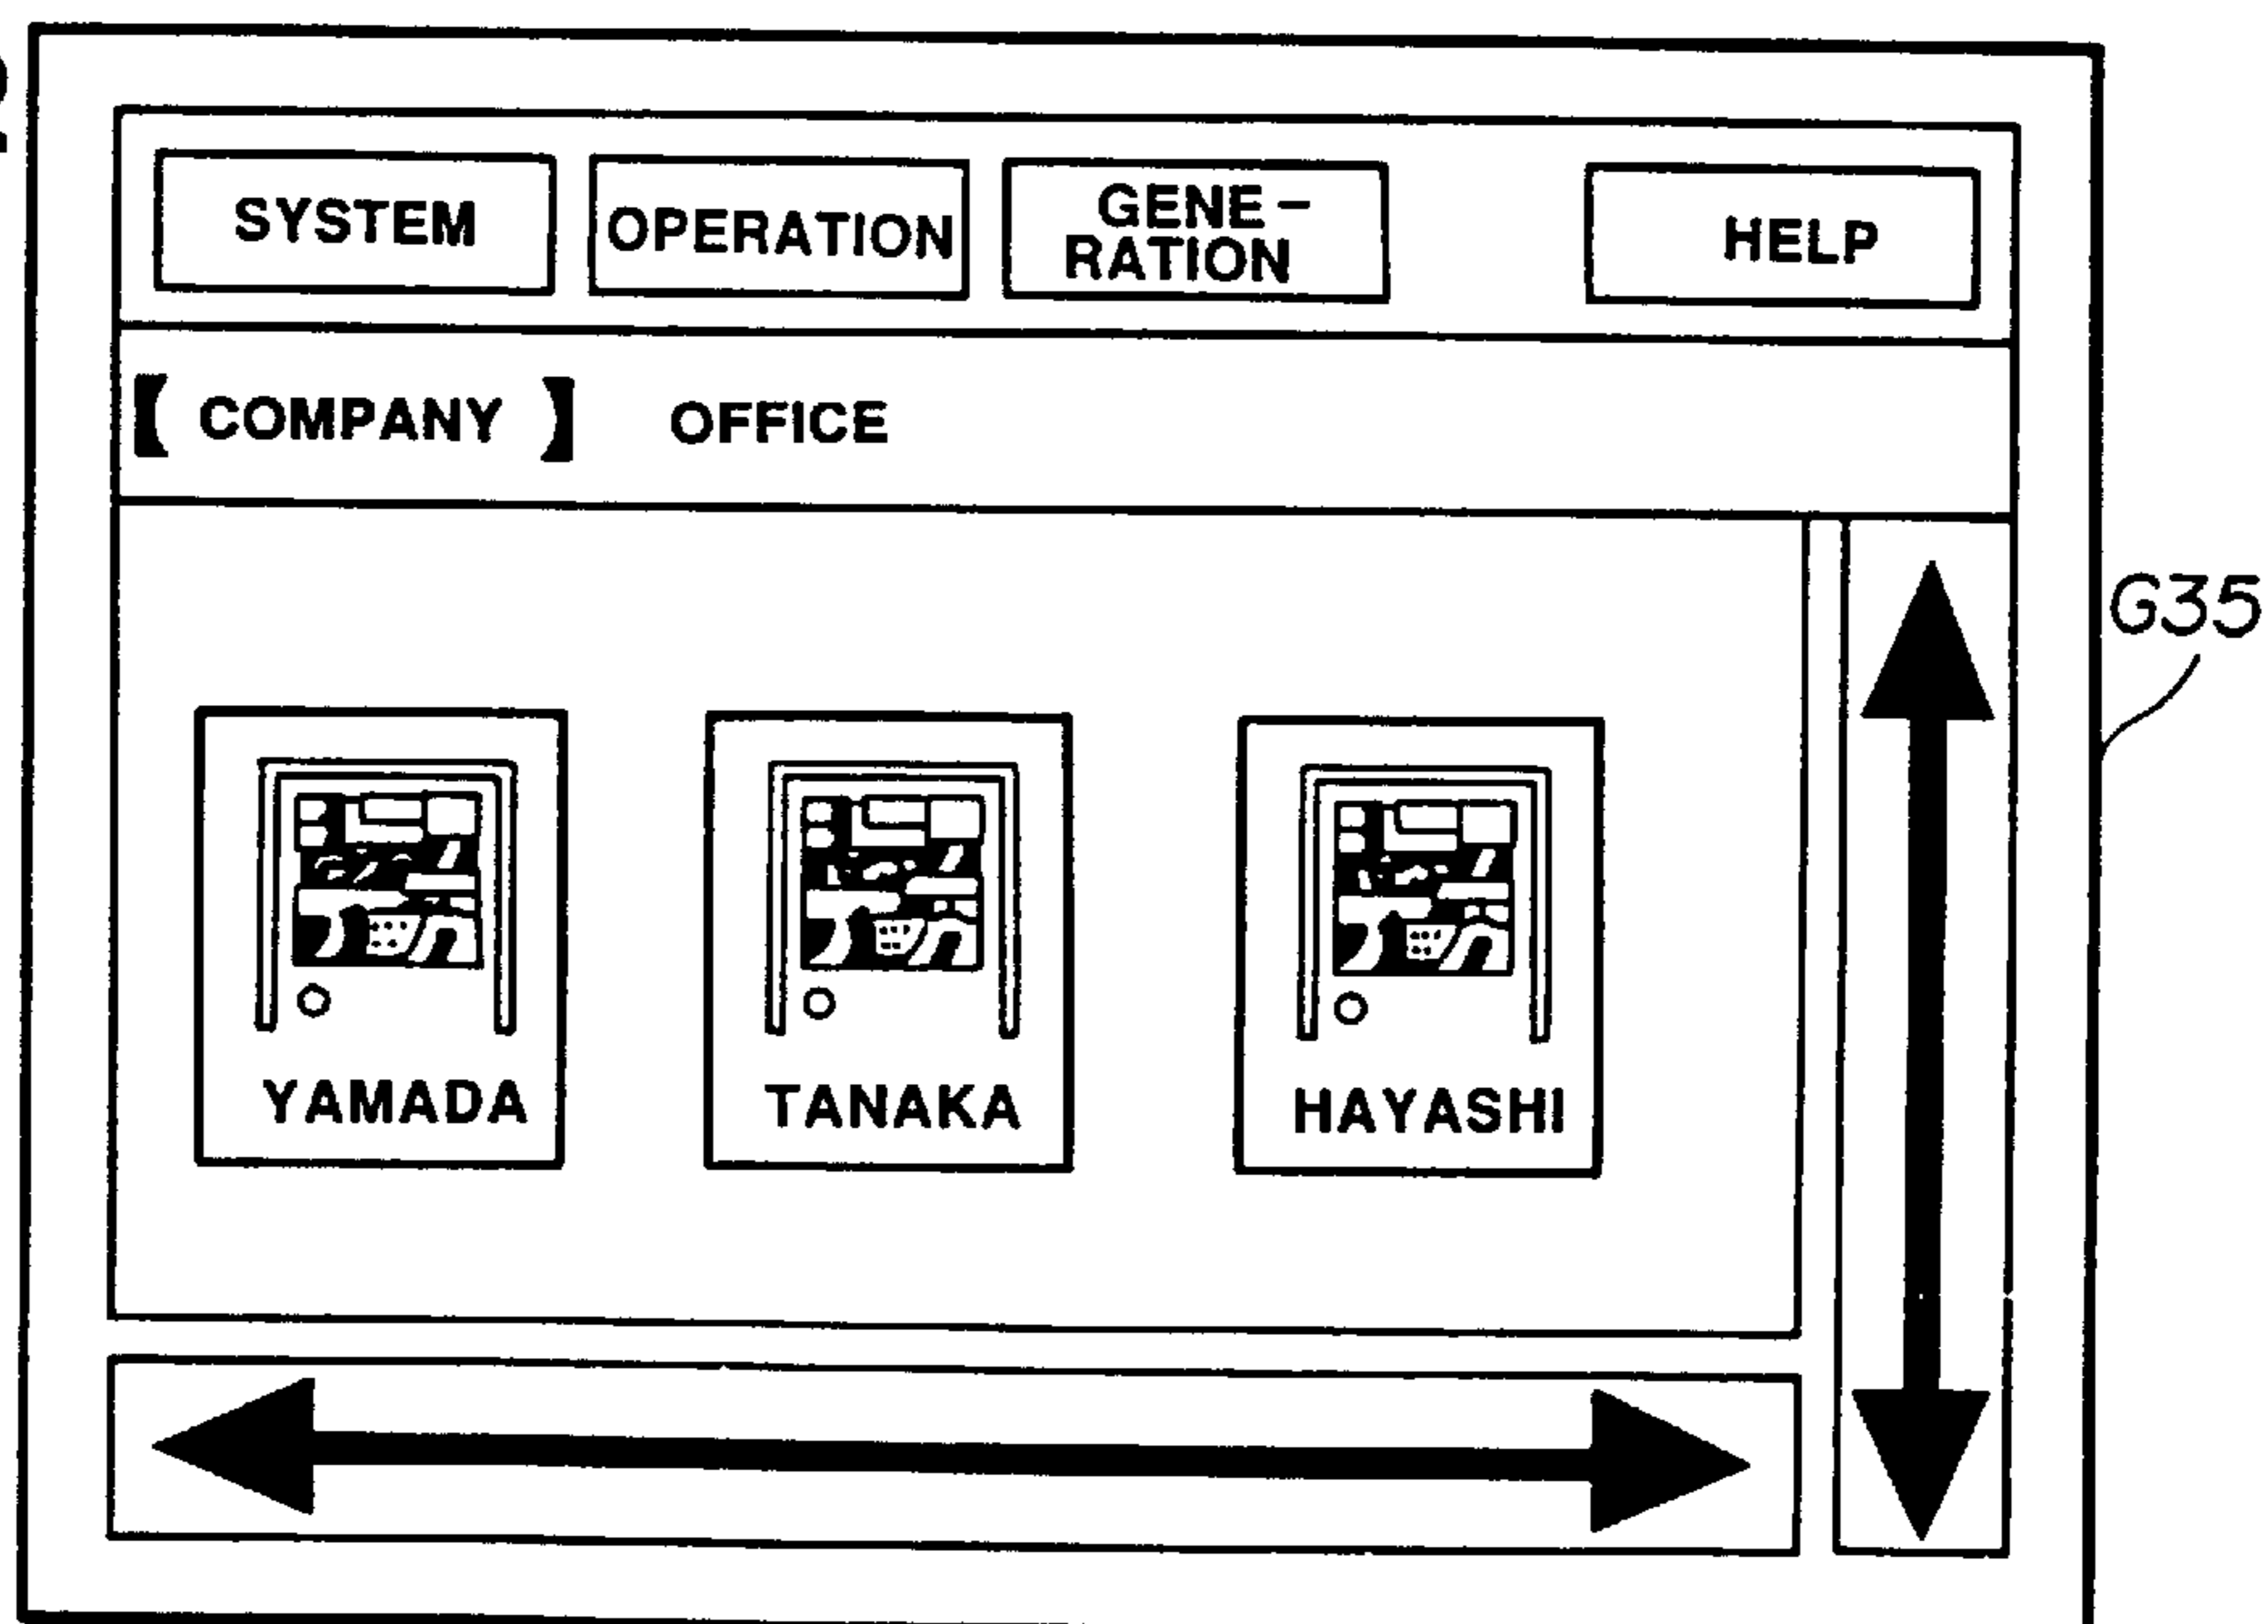 SYSTEM OPERATION GENE-
RATION HELP
【 COMPANY 】 OFFICE
G35
YAMADA TANAKA HAYASHI